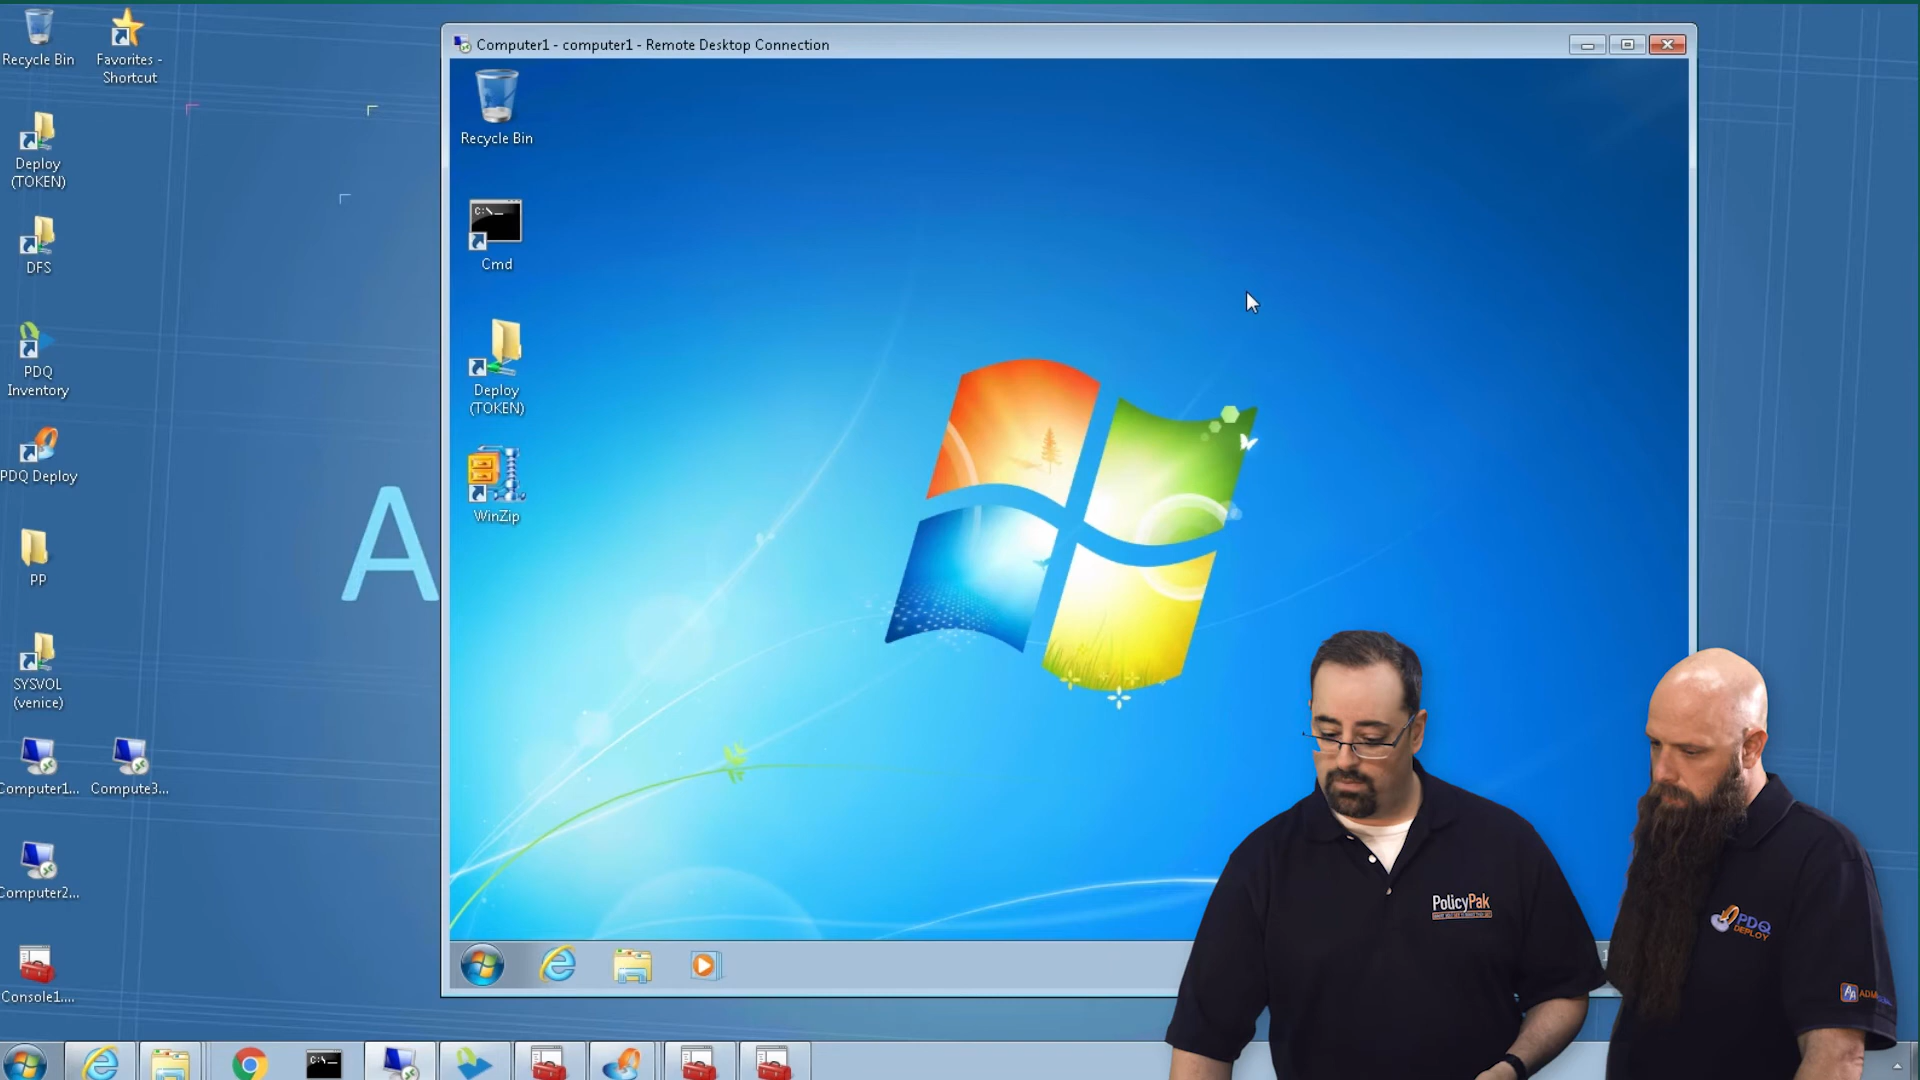 Computer1 - computer1 - Remote Desktop Connection
Recycle Bin
Favorites -
Shortcut
Deploy
(TOKEN)
DFS
PDQ
Inventory
PDQ Deploy
PP
SYSVOL
(venice)
Computer1...
Compute3...
Computer2...
Console1....
A
Recycle Bin
C:\
Cmd
Deploy
(TOKEN)
WinZip
PolicyPak
PDQ
DEPLOY
AA
C:\